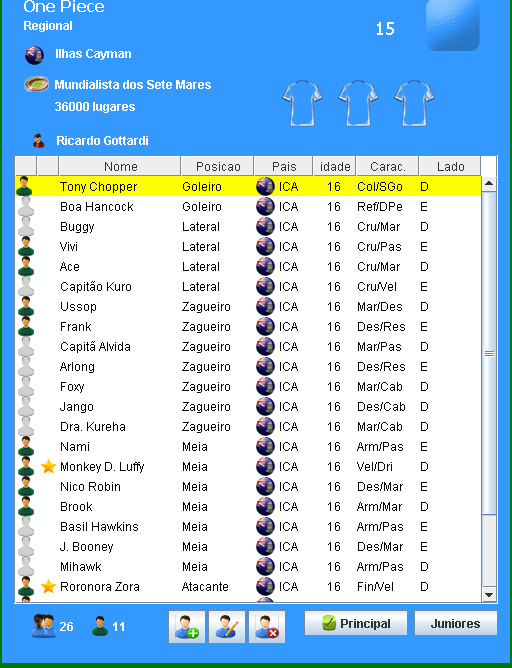 One Piece
Regional
15
Ilhas Cayman
Mundialista dos Sete Mares
36000 lugares
Ricardo Gottardi
Nome Posicao Pais idade Carac. Lado
Tony Chopper Goleiro ICA 16 Col/SGo D
Boa Hancock Goleiro ICA 16 Ref/DPe E
Buggy Lateral ICA 16 Cru/Mar D
Vivi Lateral ICA 16 Cru/Pas E
Ace Lateral ICA 16 Cru/Mar D
Capitão Kuro Lateral ICA 16 Cru/Vel E
Ussop Zagueiro ICA 16 Mar/Des D
Frank Zagueiro ICA 16 Des/Res E
Capitã Alvida Zagueiro ICA 16 Mar/Pas D
Arlong Zagueiro ICA 16 Des/Res E
Foxy Zagueiro ICA 16 Mar/Cab D
Jango Zagueiro ICA 16 Des/Cab D
Dra. Kureha Zagueiro ICA 16 Mar/Cab D
Nami Meia ICA 16 Arm/Pas E
Monkey D. Luffy Meia ICA 16 Vel/Dri D
Nico Robin Meia ICA 16 Des/Mar E
Brook Meia ICA 16 Arm/Mar D
Basil Hawkins Meia ICA 16 Arm/Pas E
J. Booney Meia ICA 16 Des/Mar E
Mihawk Meia ICA 16 Arm/Pas D
Roronora Zora Atacante ICA 16 Fin/Vel D
26 11 Principal Juniores